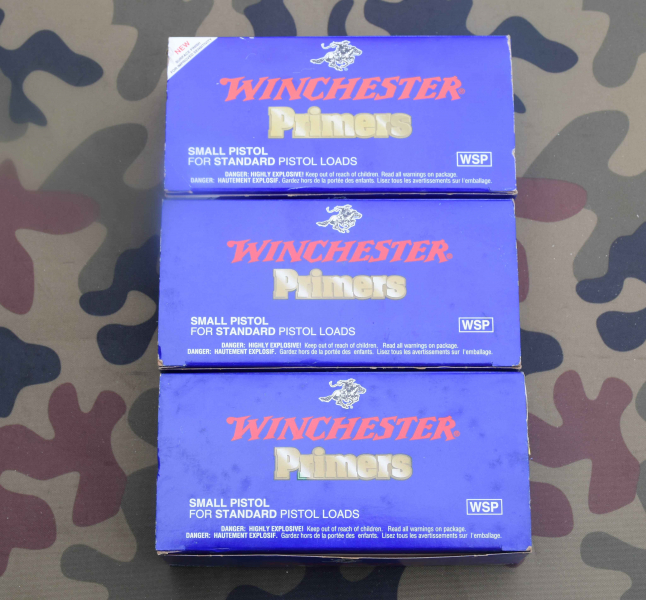 NEW
WINCHESTER®
Primers
SMALL PISTOL
FOR STANDARD PISTOL LOADS
WSP
DANGER: HIGHLY EXPLOSIVE! Keep out of reach of children. Read all warnings on package.
DANGER: HAUTEMENT EXPLOSIF. Gardez hors de la portée des enfants. Lisez tous les avertissements sur l'emballage.
WINCHESTER®
Primers
SMALL PISTOL
FOR STANDARD PISTOL LOADS
WSP
DANGER: HIGHLY EXPLOSIVE! Keep out of reach of children. Read all warnings on package.
DANGER: HAUTEMENT EXPLOSIF. Gardez hors de la portée des enfants. Lisez tous les avertissements sur l'emballage.
WINCHESTER®
Primers
SMALL PISTOL
FOR STANDARD PISTOL LOADS
WSP
DANGER: HIGHLY EXPLOSIVE! Keep out of reach of children. Read all warnings on package.
DANGER: HAUTEMENT EXPLOSIF. Gardez hors de la portée des enfants. Lisez tous les avertissements sur l'emballage.